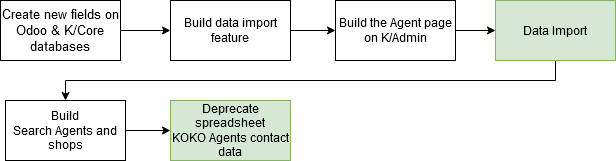 Create new fields on
Odoo & K/Core
databases
Build data import
feature
Build the Agent page
on K/Admin
Data Import
Build
Search Agents and
shops
Deprecate
spreadsheet
KOKO Agents contact
data